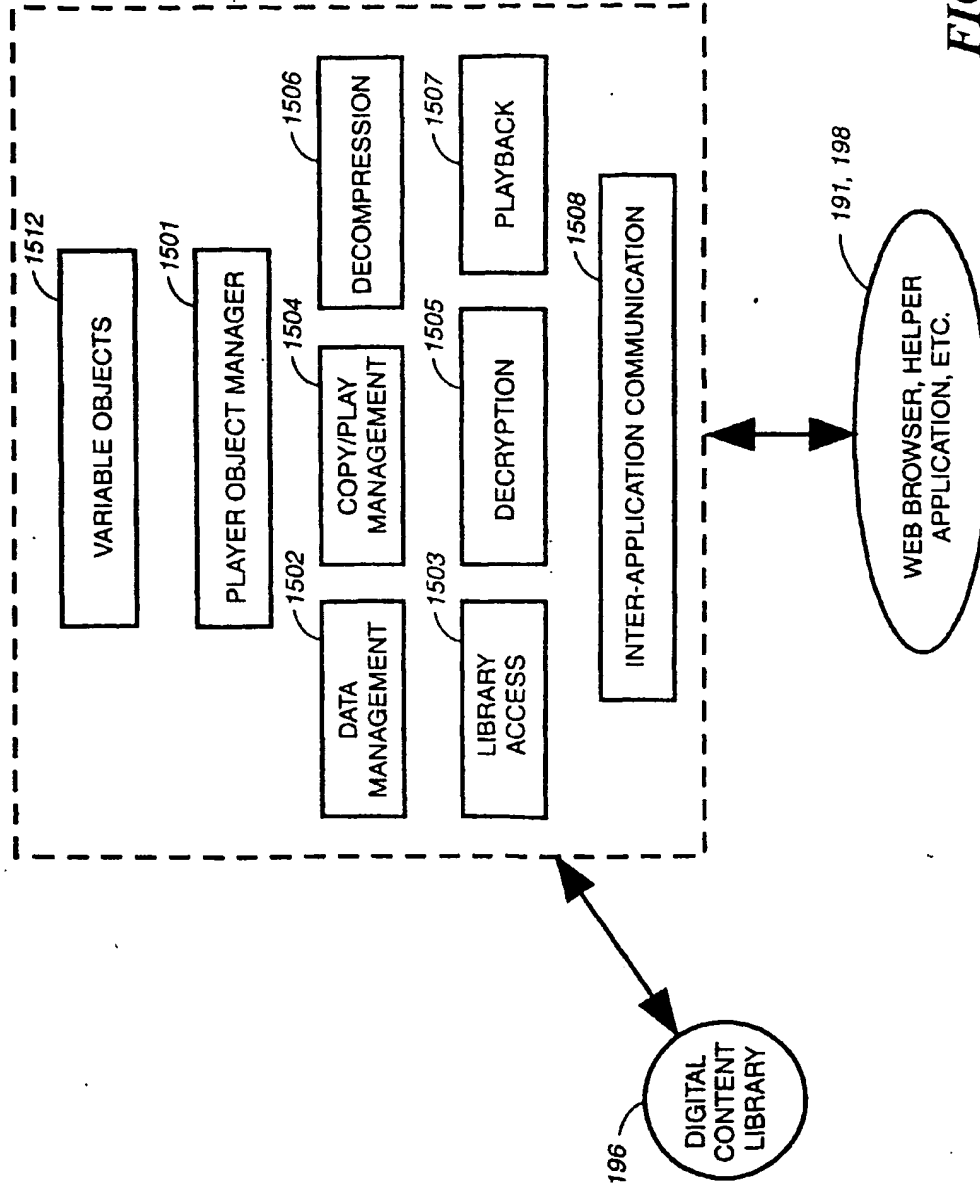 1512
VARIABLE OBJECTS
1501
PLAYER OBJECT MANAGER
1502
DATA
MANAGEMENT
1504
COPY/PLAY
MANAGEMENT
1506
DECOMPRESSION
1503
LIBRARY
ACCESS
1505
DECRYPTION
1507
PLAYBACK
1508
INTER-APPLICATION COMMUNICATION
196
DIGITAL
CONTENT
LIBRARY
191, 198
WEB BROWSER, HELPER
APPLICATION, ETC.
FIG